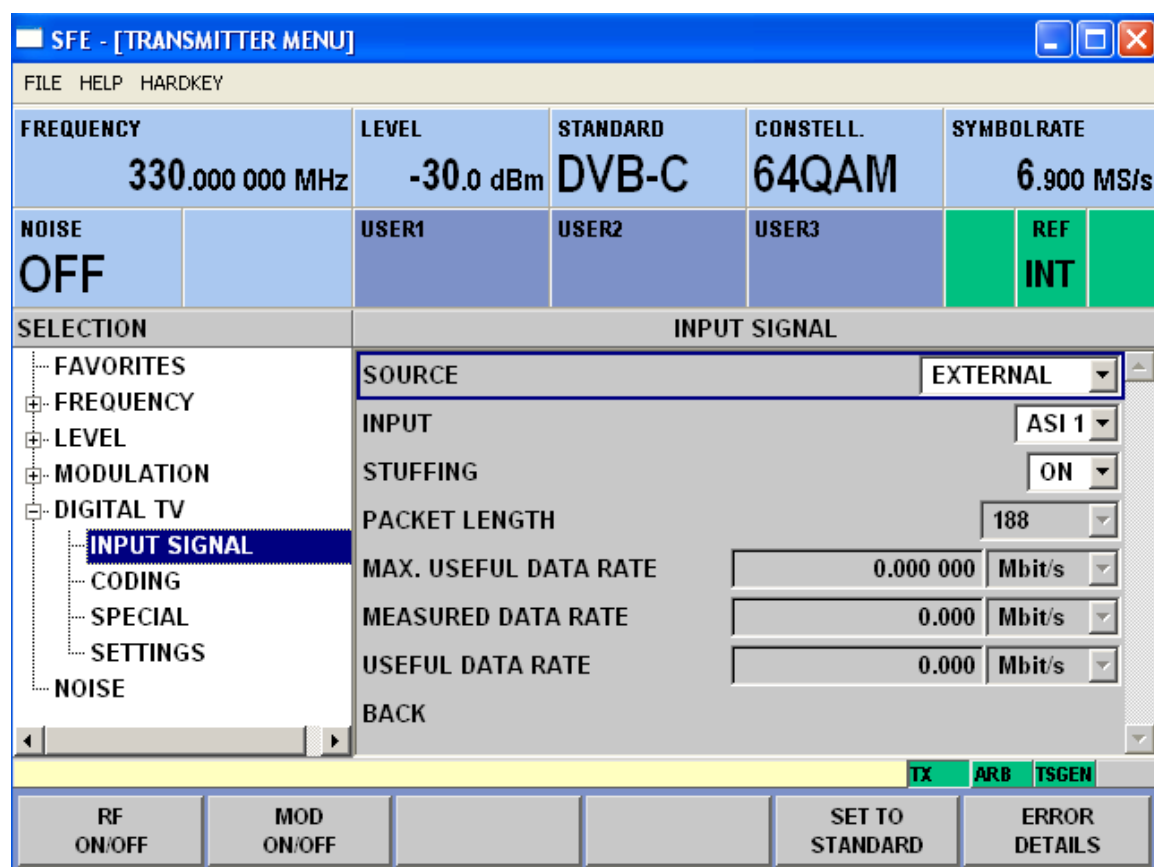 SFE - [TRANSMITTER MENU]
FILE HELP HARDKEY
FREQUENCY
330.000 000 MHz
LEVEL
-30.0 dBm
STANDARD
DVB-C
CONSTELL.
64QAM
SYMBOLRATE
6.900 MS/s
NOISE
OFF
USER1
USER2
USER3
REF
INT
SELECTION
FAVORITES
FREQUENCY
LEVEL
MODULATION
DIGITAL TV
INPUT SIGNAL
CODING
SPECIAL
SETTINGS
NOISE
INPUT SIGNAL
SOURCE EXTERNAL
INPUT ASI 1
STUFFING ON
PACKET LENGTH 188
MAX. USEFUL DATA RATE 0.000 000 Mbit/s
MEASURED DATA RATE 0.000 Mbit/s
USEFUL DATA RATE 0.000 Mbit/s
BACK
TX ARB TSGEN
RF
ON/OFF
MOD
ON/OFF
SET TO
STANDARD
ERROR
DETAILS